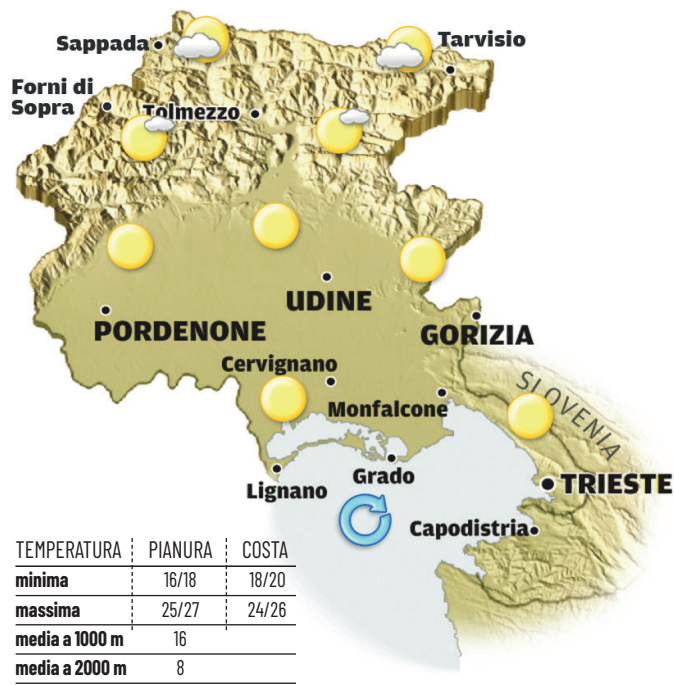 Sappada
Tarvisio
Forni di
Sopra
Tolmezzo
UDINE
PORDENONE
GORIZIA
Cervignano
SLOVENIA
Monfalcone
Grado
Lignano
TRIESTE
Capodistria
TEMPERATURA PIANURA COSTA
minima 16/18 18/20
massima 25/27 24/26
media a 1000 m 16
media a 2000 m 8